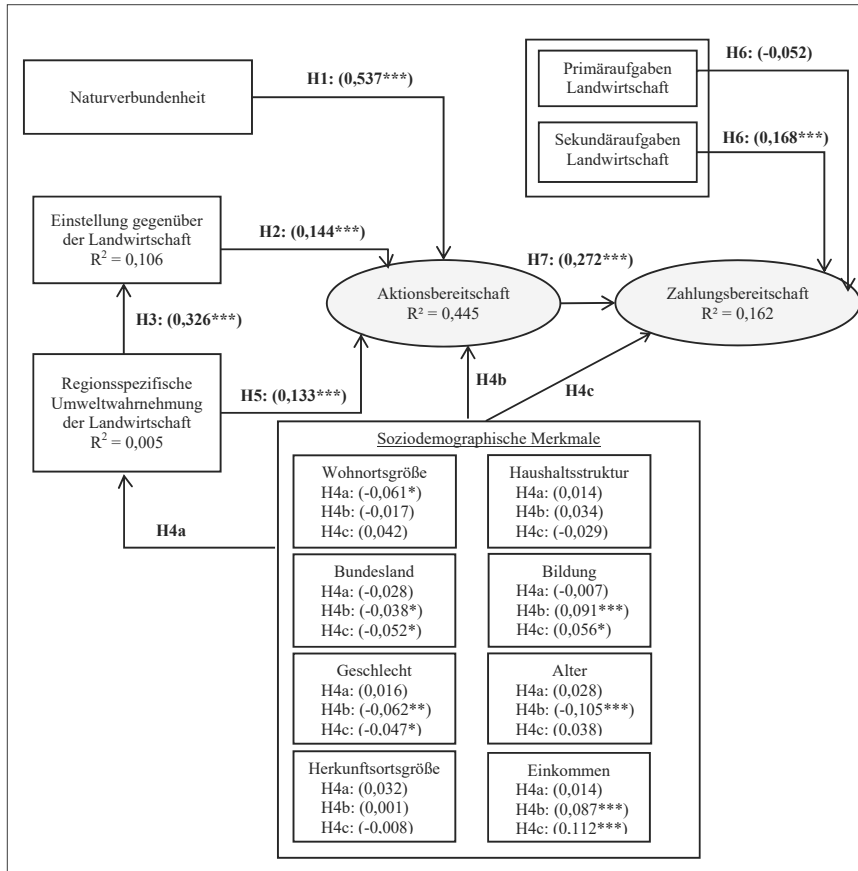 Naturverbundenheit
H1: (0,537***)
Primäraufgaben
Landwirtschaft
H6: (-0,052)
Sekundäraufgaben
Landwirtschaft
H6: (0,168***)
Einstellung gegenüber
der Landwirtschaft
R² = 0,106
H2: (0,144***)
Aktionsbereitschaft
R² = 0,445
H7: (0,272***)
Zahlungsbereitschaft
R² = 0,162
H3: (0,326***)
Regionsspezifische
Umweltwahrnehmung
der Landwirtschaft
R² = 0,005
H5: (0,133***)
H4b
H4c
H4a
Soziodemographische Merkmale
Wohnortsgröße
H4a: (-0,061*)
H4b: (-0,017)
H4c: (0,042)
Haushaltsstruktur
H4a: (0,014)
H4b: (0,034)
H4c: (-0,029)
Bundesland
H4a: (-0,028)
H4b: (-0,038*)
H4c: (-0,052*)
Bildung
H4a: (-0,007)
H4b: (0,091***)
H4c: (0,056*)
Geschlecht
H4a: (0,016)
H4b: (-0,062**)
H4c: (-0,047*)
Alter
H4a: (0,028)
H4b: (-0,105***)
H4c: (0,038)
Herkunftsortsgröße
H4a: (0,032)
H4b: (0,001)
H4c: (-0,008)
Einkommen
H4a: (0,014)
H4b: (0,087***)
H4c: (0,112***)